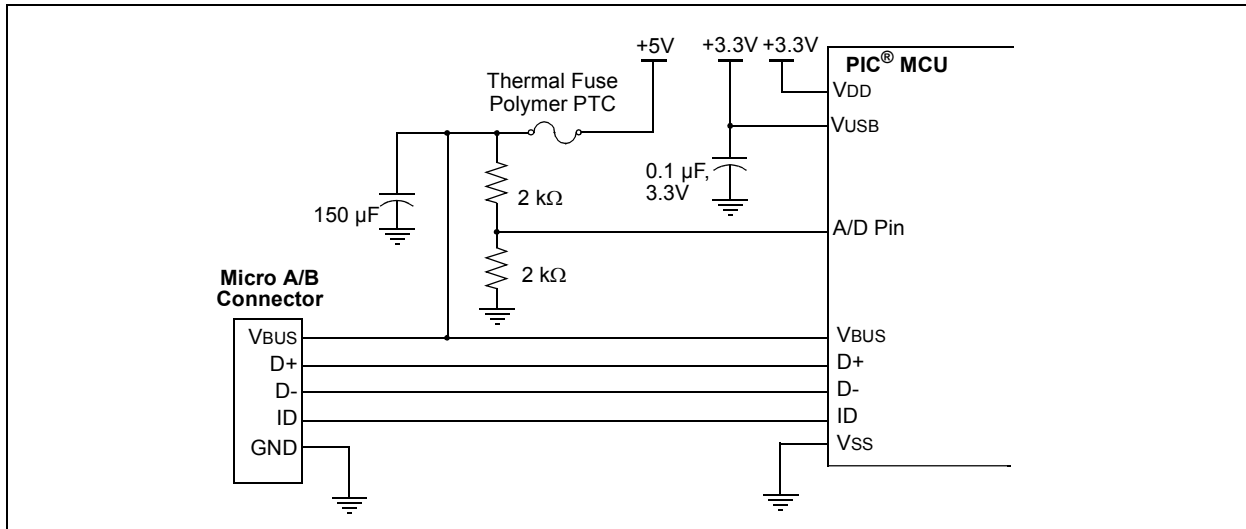 +5V
+3.3V
+3.3V
PIC® MCU
Thermal Fuse
Polymer PTC
VDD
VUSB
0.1 µF,
3.3V
2 kΩ
150 µF
A/D Pin
2 kΩ
Micro A/B
Connector
VBUS
VBUS
D+
D+
D-
D-
ID
ID
GND
VSS